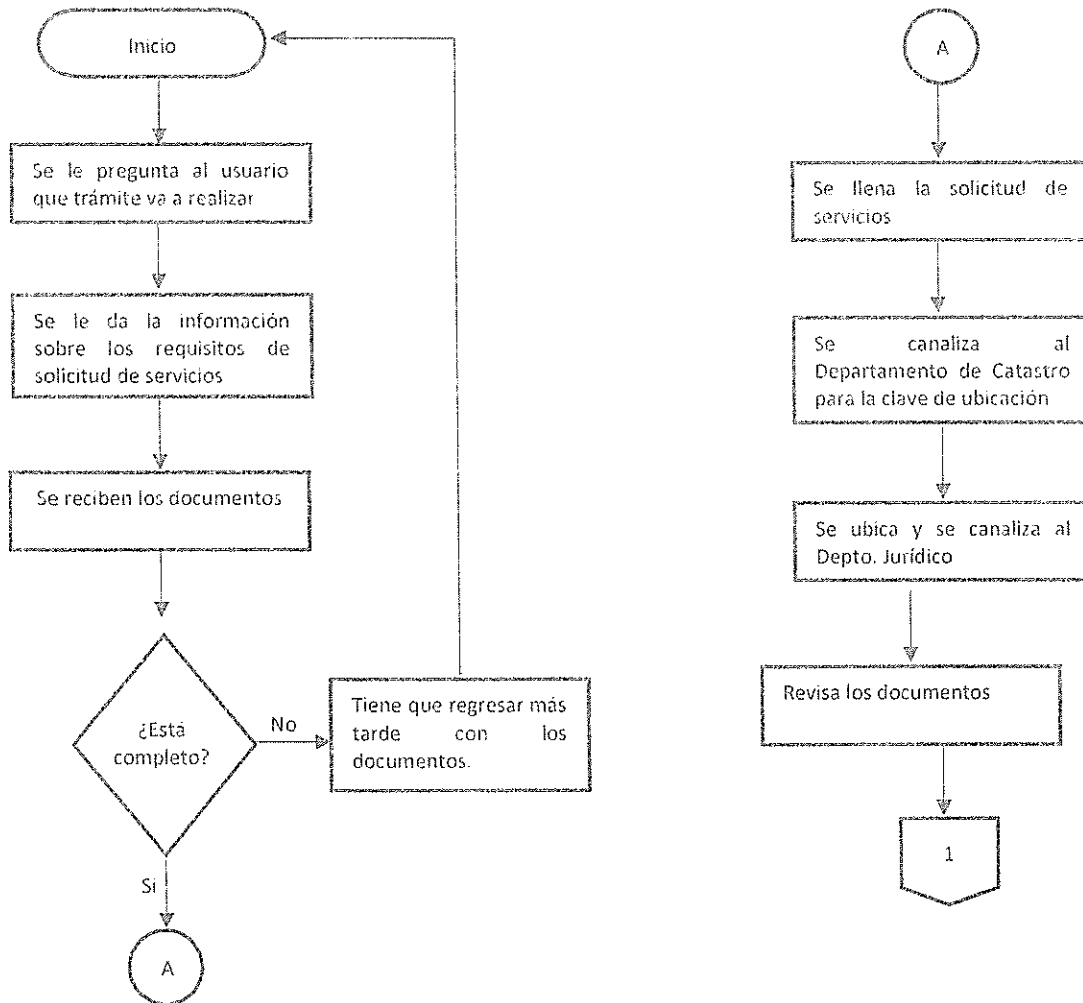 Inicio
Se le pregunta al usuario
que trámite va a realizar
Se le da la información
sobre los requisitos de
solicitud de servicios
Se reciben los documentos
¿Está
completo?
No
Tiene que regresar más
tarde con los
documentos.
Si
A
A
Se llena la solicitud de
servicios
Se canaliza al
Departamento de Catastro
para la clave de ubicación
Se ubica y se canaliza al
Depto. Jurídico
Revisa los documentos
1